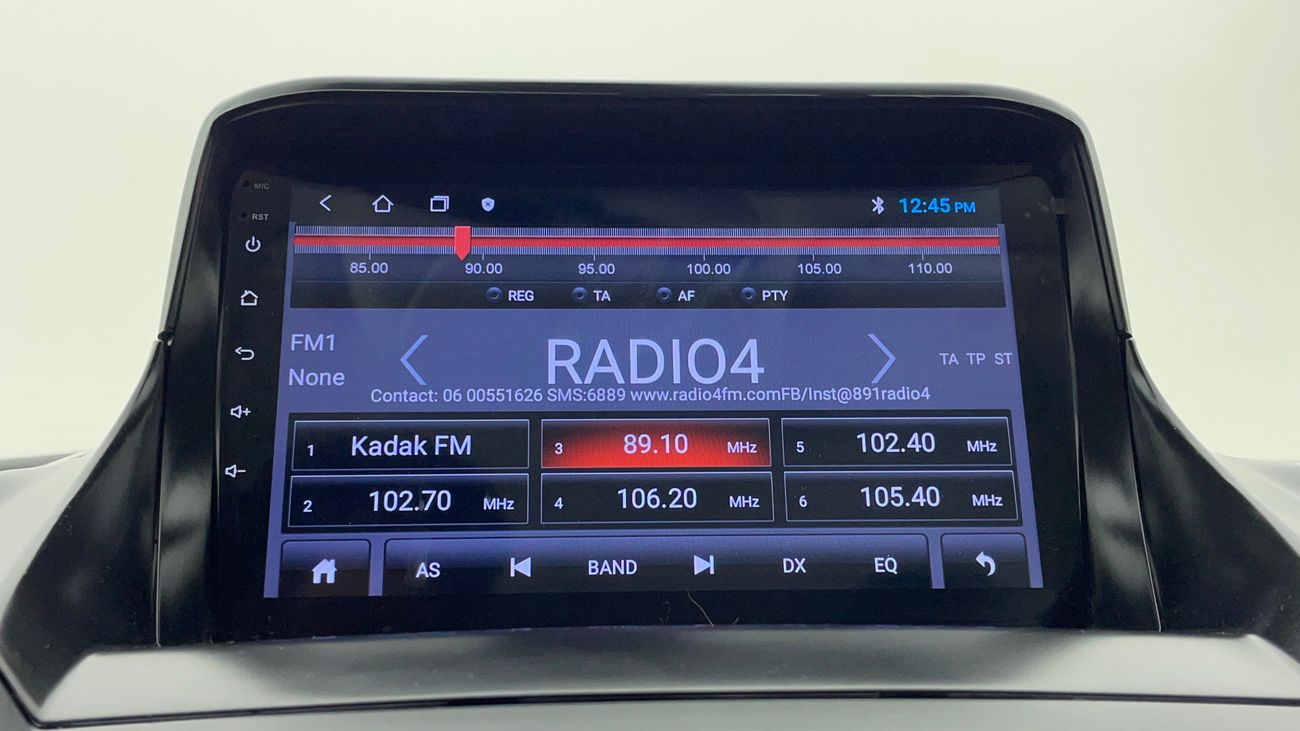 MIC
RST
12:45 PM
85.00 90.00 95.00 100.00 105.00 110.00
REG TA AF PTY
FM1
None
RADIO4
TA TP ST
Contact: 06 00551626 SMS:6889 www.radio4fm.comFB/Inst@891radio4
1 Kadak FM
3 89.10 MHz
5 102.40 MHz
2 102.70 MHz
4 106.20 MHz
6 105.40 MHz
AS BAND DX EQ